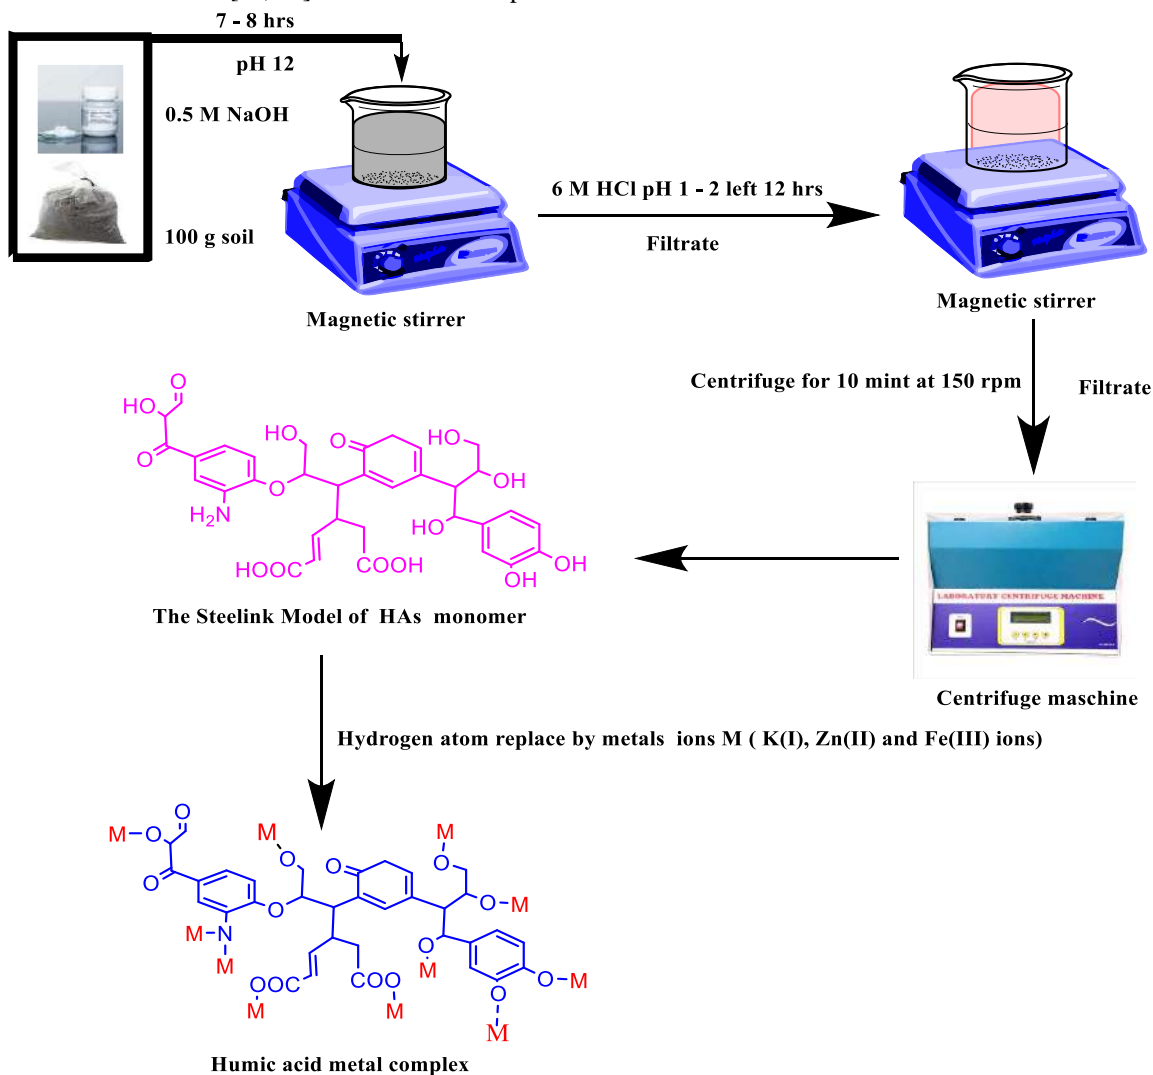 7 - 8 hrs
pH 12
0.5 M NaOH
100 g soil
Magnetic stirrer
6 M HCl pH 1 - 2 left 12 hrs
Filtrate
Magnetic stirrer
Centrifuge for 10 mint at 150 rpm
Filtrate
LABORATORY CENTRIFUGE MACHINE
Centrifuge maschine
O
HO
O
HO
O
HO
OH
O
H₂N
HO
HOOC
COOH
OH
OH
The Steelink Model of HAs monomer
Hydrogen atom replace by metals ions M ( K(I), Zn(II) and Fe(III) ions)
O
M
O
M
O
O
O
M
O
O
M
O
M
N
M
O
M
OOC
COO
M
M
O
M
O
M
Humic acid metal complex